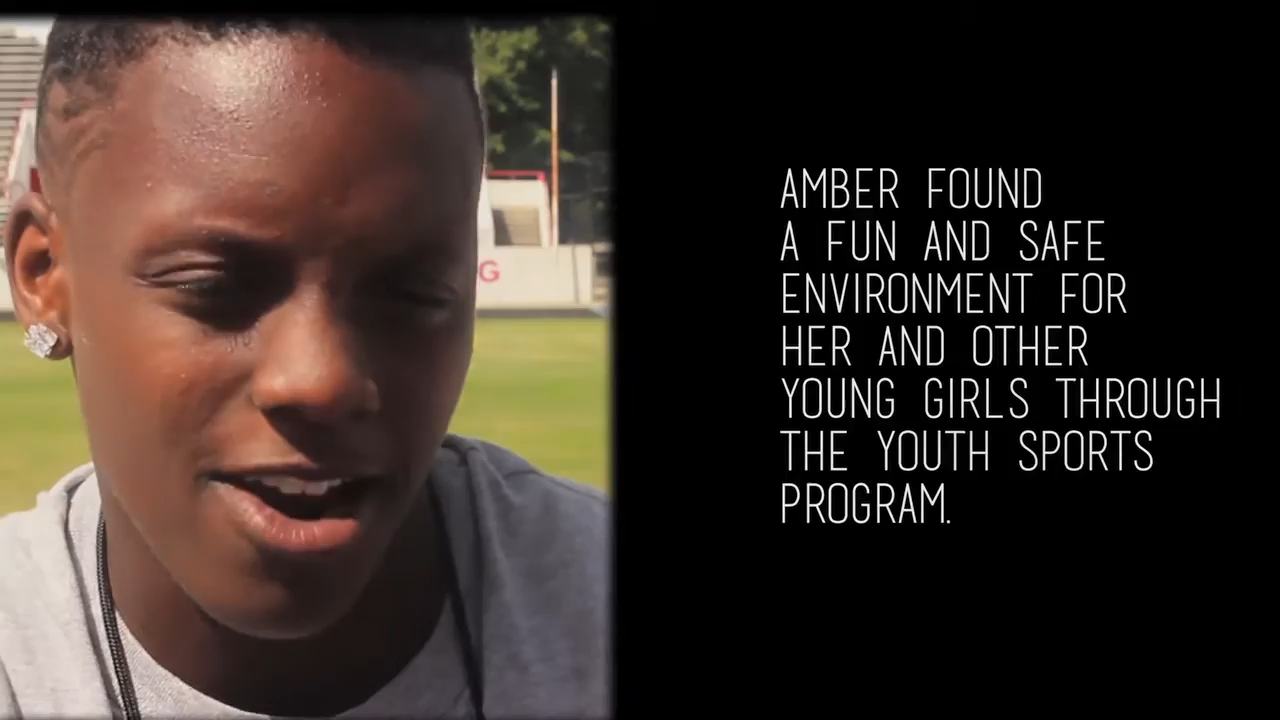 AMBER FOUND
A FUN AND SAFE
ENVIRONMENT FOR
HER AND OTHER
YOUNG GIRLS THROUGH
THE YOUTH SPORTS
PROGRAM.
G